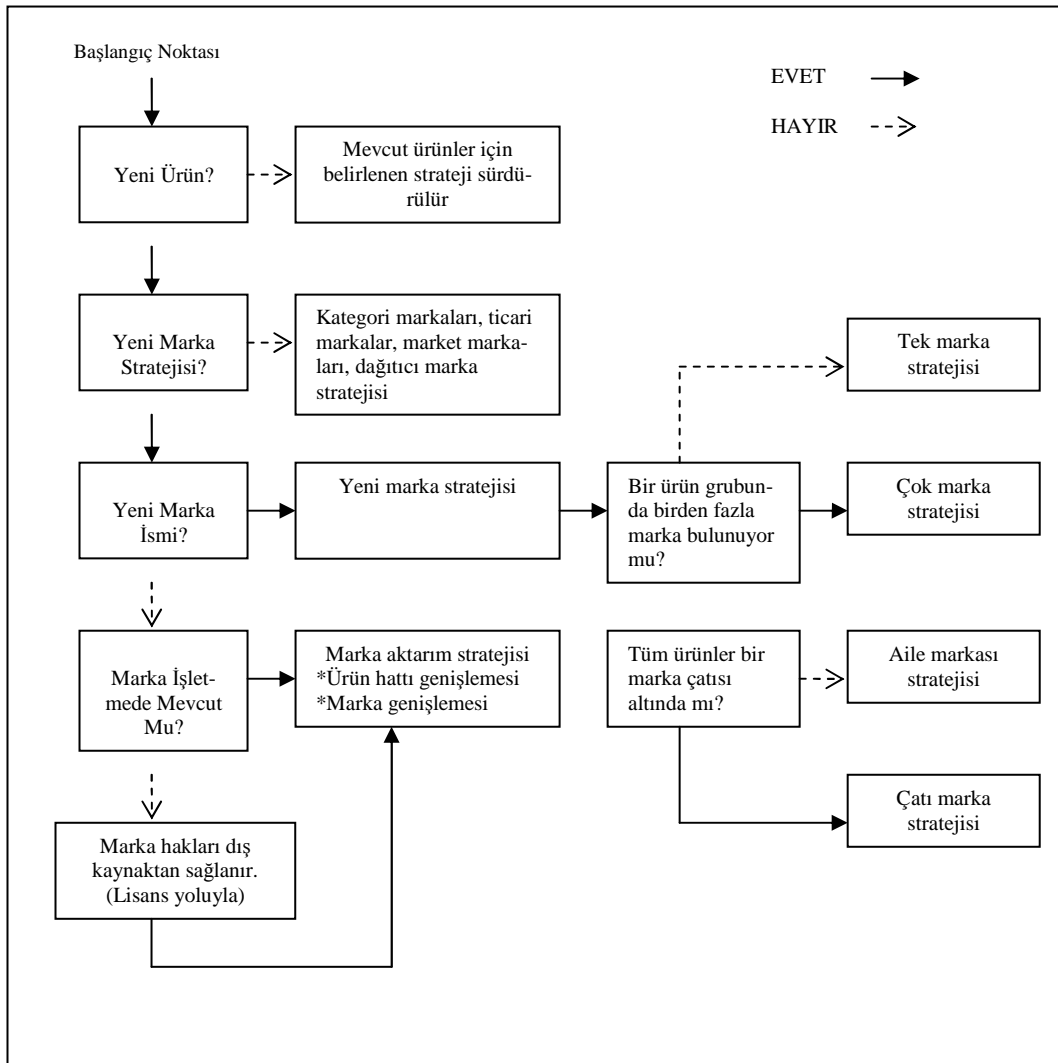 Başlangıç Noktası
EVET
HAYIR
Yeni Ürün?
Mevcut ürünler için
belirlenen strateji sürdü-
rülür
Yeni Marka
Stratejisi?
Kategori markaları, ticari
markalar, market marka-
ları, dağıtıcı marka
stratejisi
Tek marka
stratejisi
Yeni Marka
İsmi?
Yeni marka stratejisi
Bir ürün grubun-
da birden fazla
marka bulunuyor
mu?
Çok marka
stratejisi
Marka İşlet-
mede Mevcut
Mu?
Marka aktarım stratejisi
*Ürün hattı genişlemesi
*Marka genişlemesi
Tüm ürünler bir
marka çatısı
altında mı?
Aile markası
stratejisi
Çatı marka
stratejisi
Marka hakları dış
kaynaktan sağlanır.
(Lisans yoluyla)